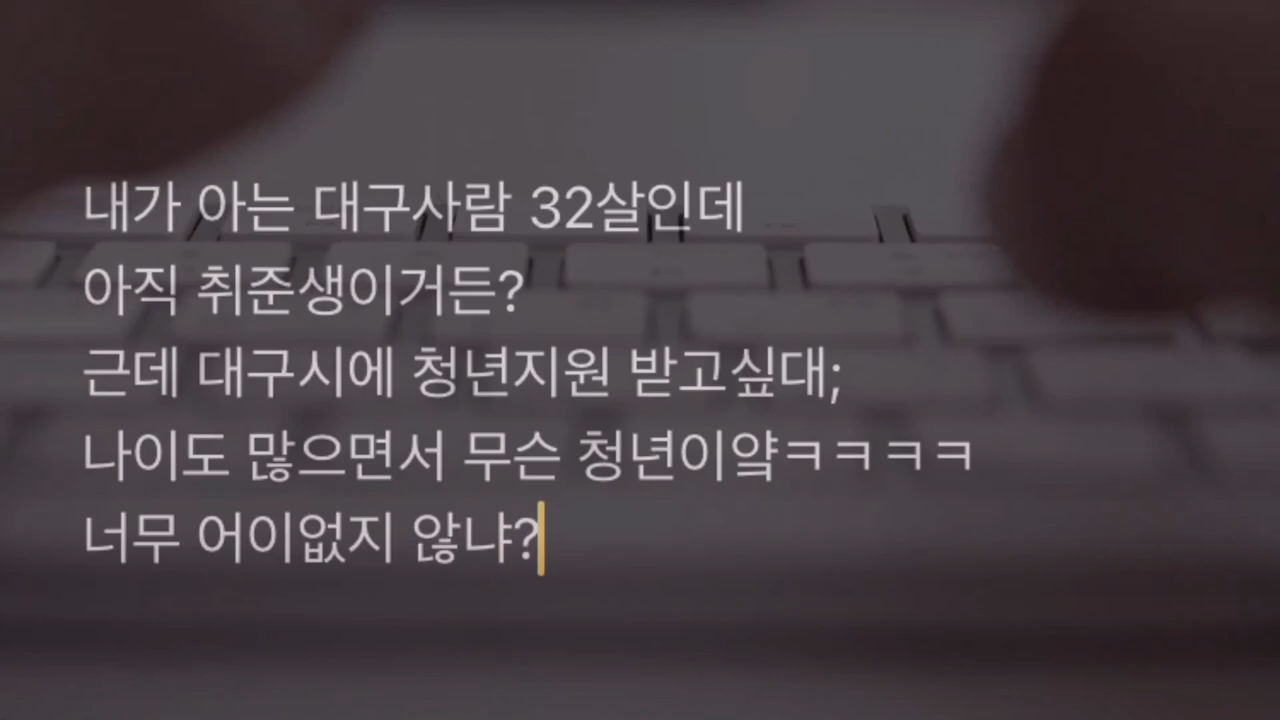 내가 아는 대구사람 32살인데
아직 취준생이거든?
근데 대구시에 청년지원 받고싶대;
나이도 많으면서 무슨 청년이얔ㅋㅋㅋㅋ
너무 어이없지 않냐?